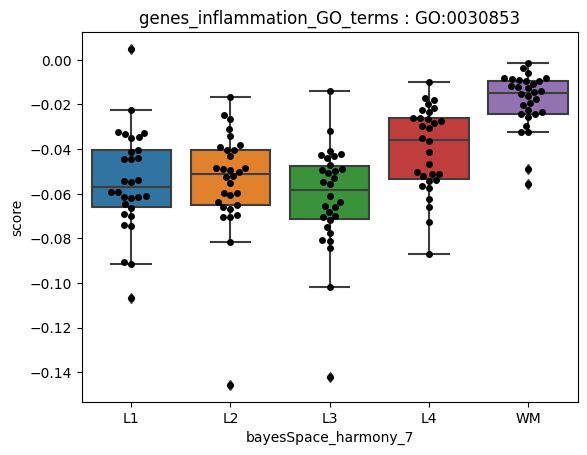 genes_inflammation_GO_terms : GO:0030853
0.00
−0.02
−0.04
−0.06
−0.08
−0.10
−0.12
−0.14
score
L1 L2 L3 L4 WM
bayesSpace_harmony_7